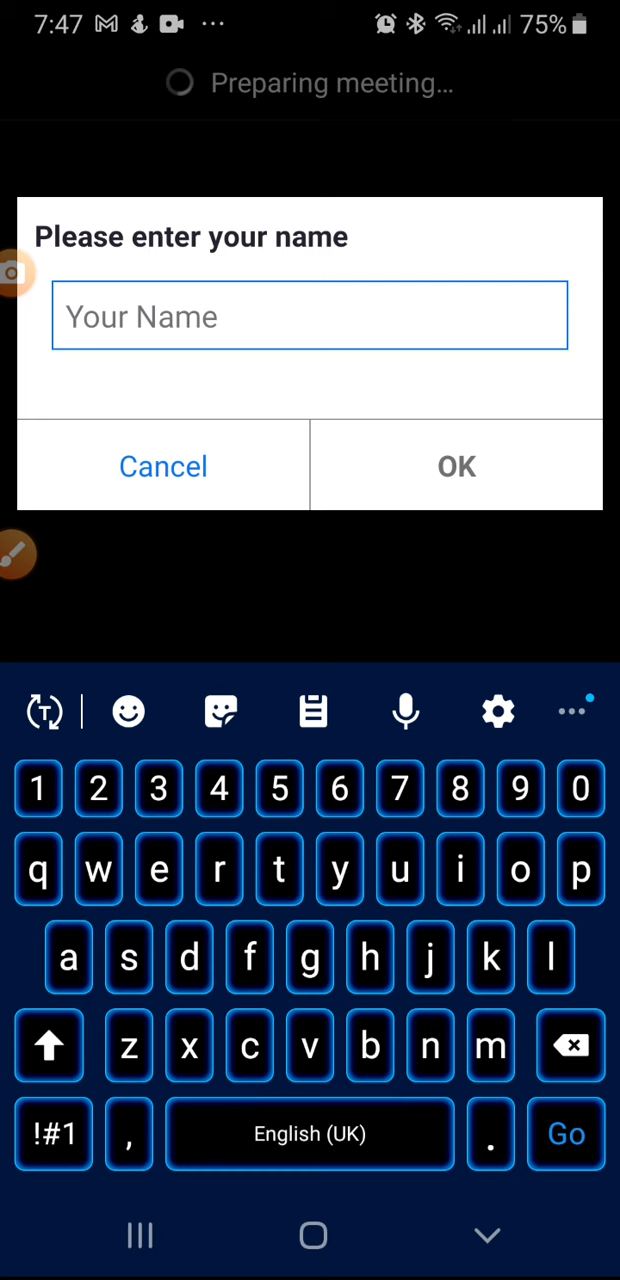 7:47 ... 75%
Preparing meeting...
Please enter your name
Your Name
Cancel OK
T
1 2 3 4 5 6 7 8 9 0
q w e r t y u i o p
a s d f g h j k l
z x c v b n m
!#1 , English (UK) . Go